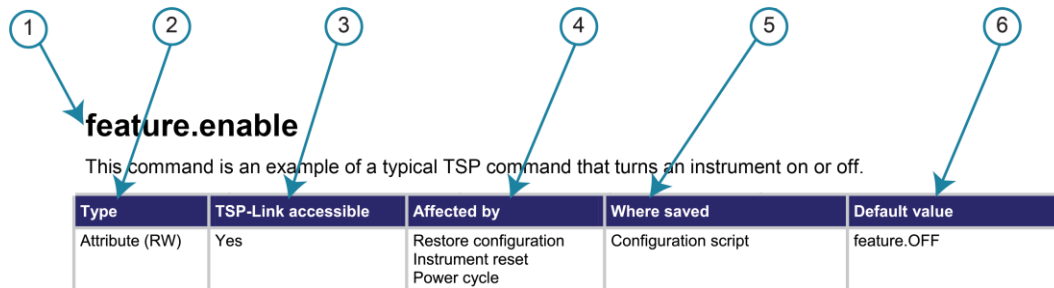 1 2 3 4 5 6
feature.enable
This command is an example of a typical TSP command that turns an instrument on or off.
Type TSP-Link accessible Affected by Where saved Default value
Attribute (RW) Yes Restore configuration Configuration script feature.OFF
Instrument reset
Power cycle